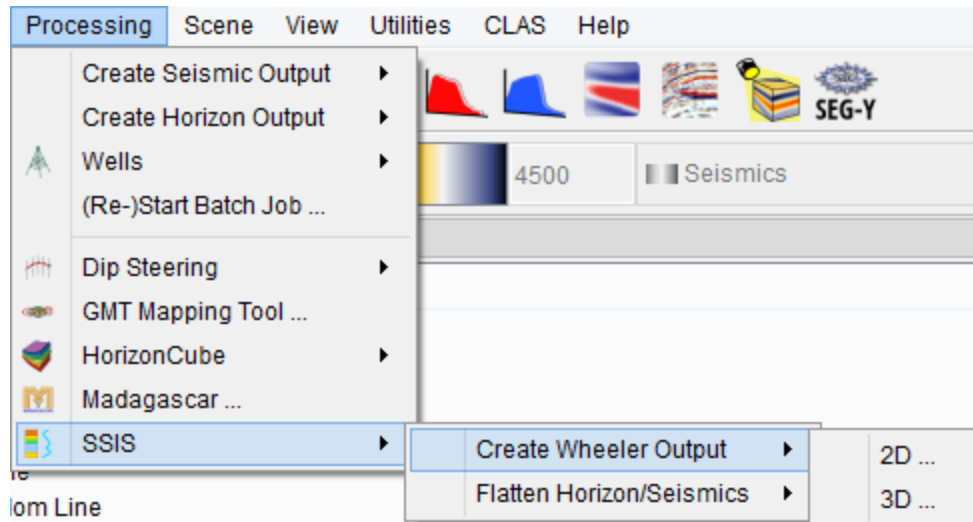 Processing Scene View Utilities CLAS Help
Create Seismic Output
Create Horizon Output
Wells
(Re-)Start Batch Job ...
Dip Steering
GMT Mapping Tool ...
HorizonCube
Madagascar ...
SSIS
SEG-Y
4500
Seismics
Create Wheeler Output
Flatten Horizon/Seismics
2D ...
3D ...
om Line